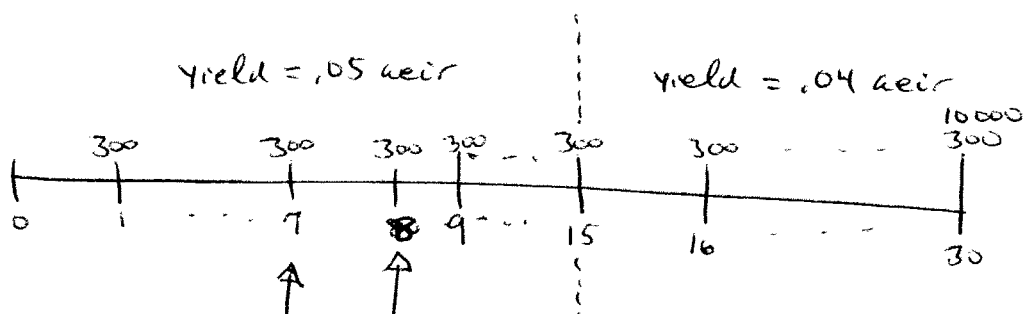 yield = .05 aeir yield = .04 aeir
10000
300 300 300 300 ... 300 300 ... 300
0 1 .... 7 8 9 ... 15 16 ... 30